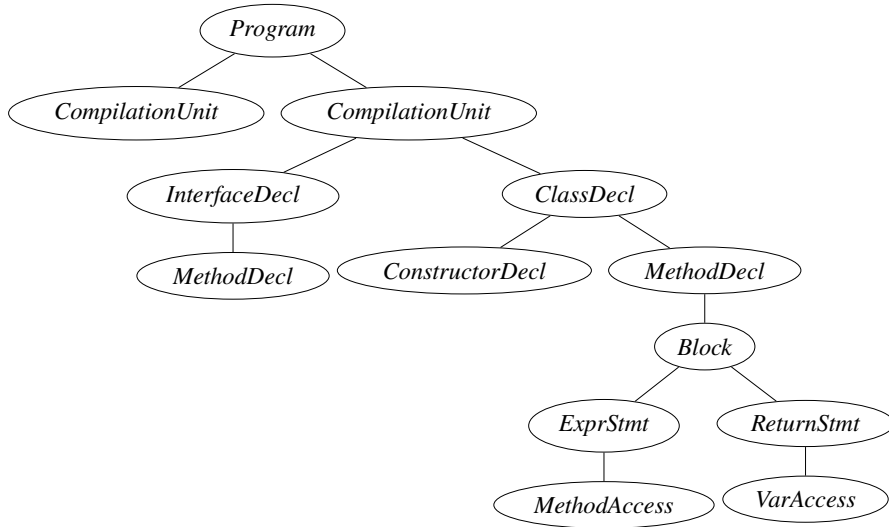 Program
CompilationUnit
CompilationUnit
InterfaceDecl
ClassDecl
MethodDecl
ConstructorDecl
MethodDecl
Block
ExprStmt
ReturnStmt
MethodAccess
VarAccess